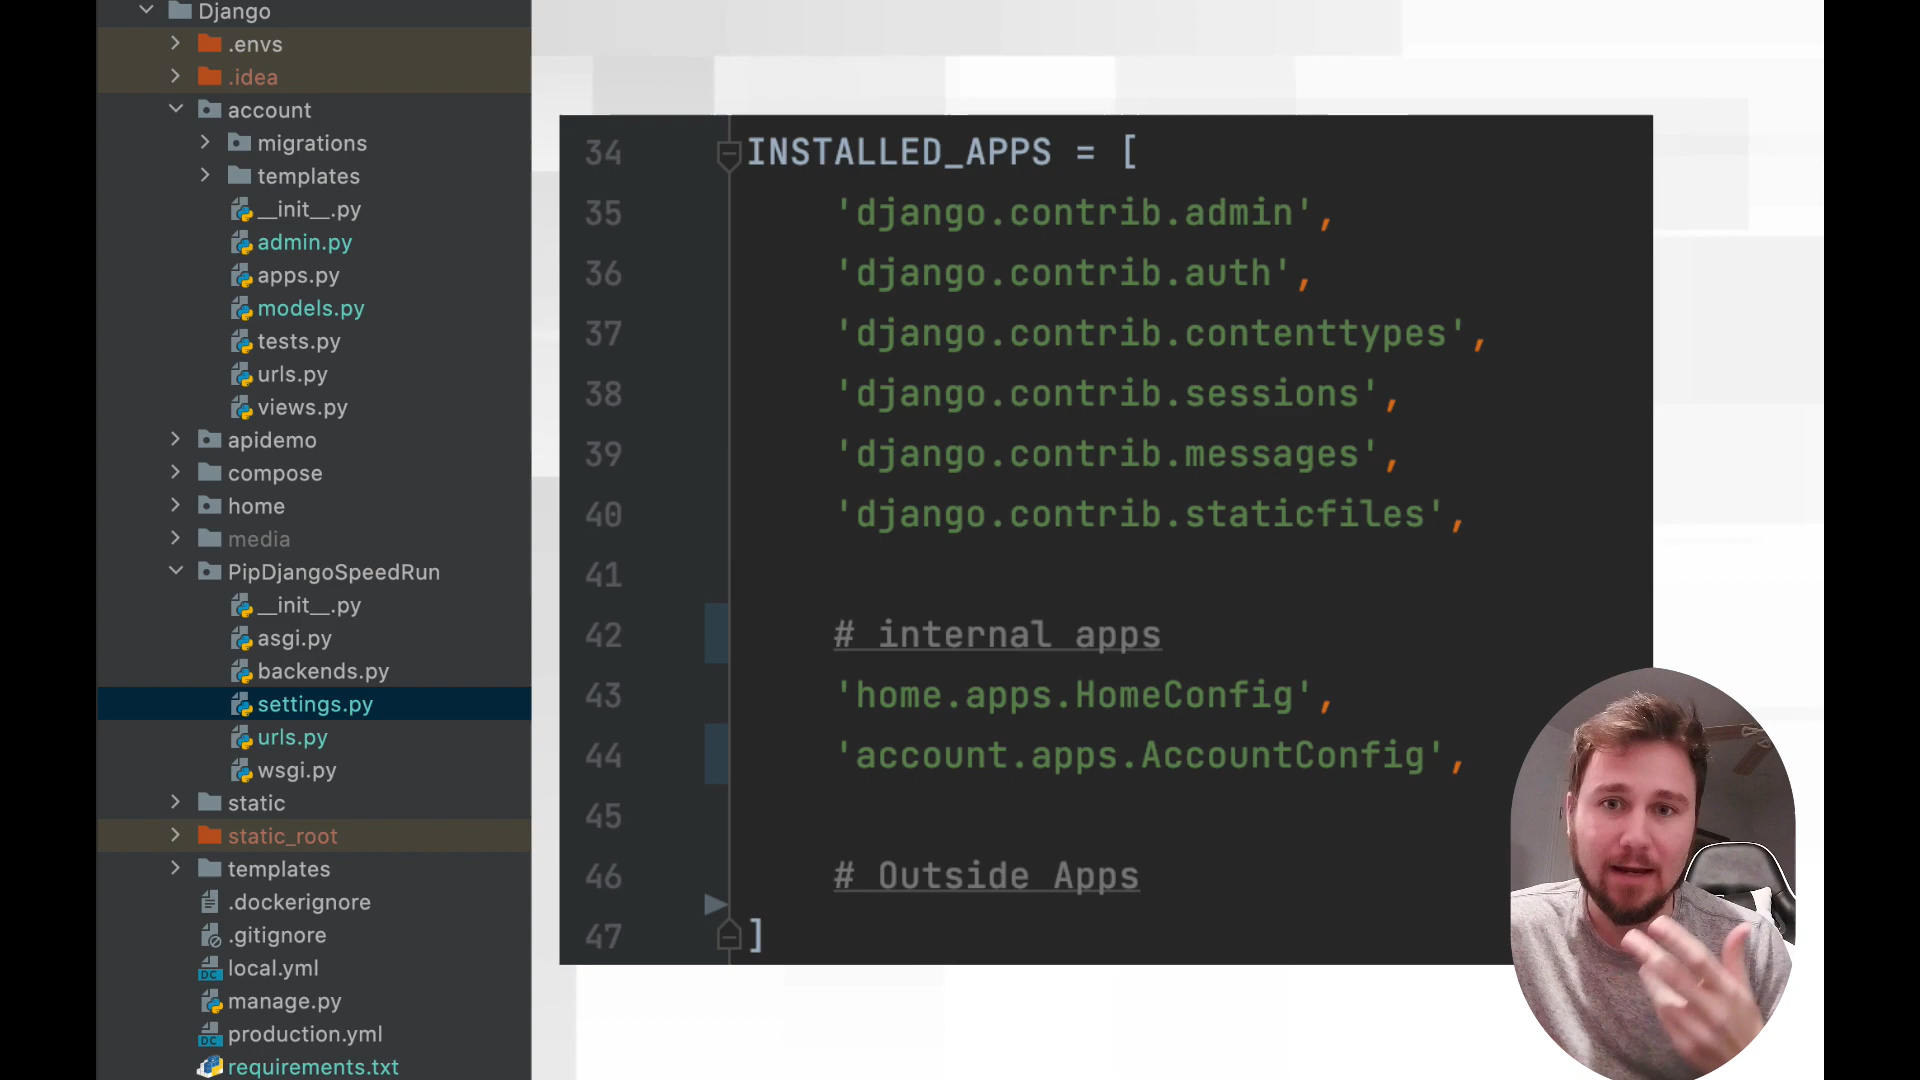 Django
.envs
.idea
account
migrations
templates
__init__.py
admin.py
apps.py
models.py
tests.py
urls.py
views.py
apidemo
compose
home
media
PipDjangoSpeedRun
__init__.py
asgi.py
backends.py
settings.py
urls.py
wsgi.py
static
static_root
templates
.dockerignore
.gitignore
DC local.yml
manage.py
DC production.yml
requirements.txt
34 INSTALLED_APPS = [
35 'django.contrib.admin',
36 'django.contrib.auth',
37 'django.contrib.contenttypes',
38 'django.contrib.sessions',
39 'django.contrib.messages',
40 'django.contrib.staticfiles',
41
42 # internal apps
43 'home.apps.HomeConfig',
44 'account.apps.AccountConfig',
45
46 # Outside Apps
47 ]